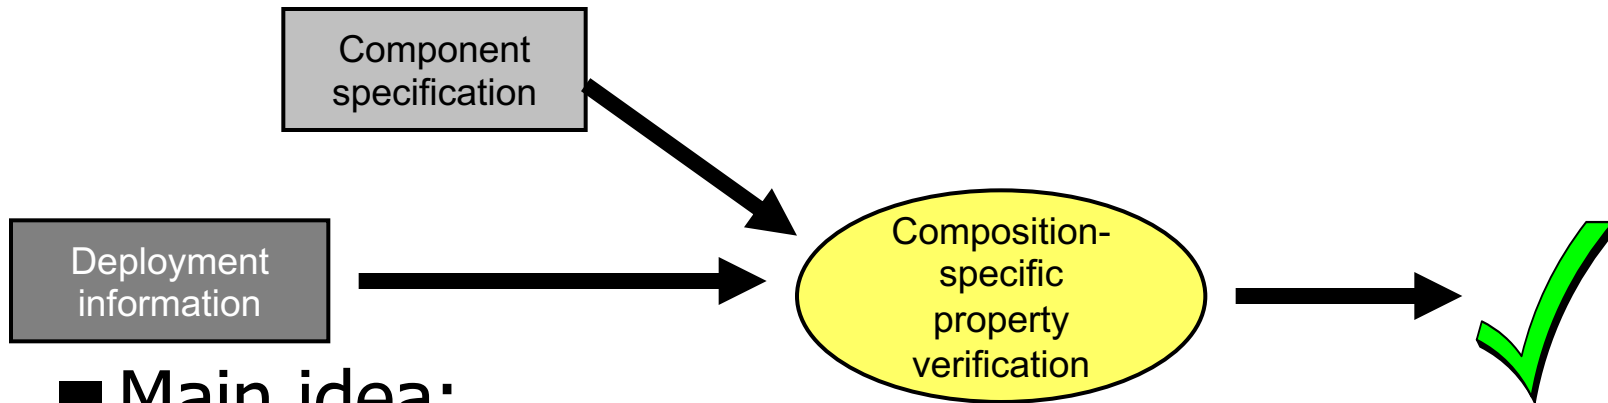 Component
specification
Deployment
information
Composition-
specific
property
verification
Main idea: